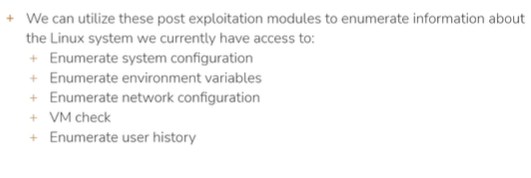 + We can utilize these post exploitation modules to enumerate information about
the Linux system we currently have access to:
+ Enumerate system configuration
+ Enumerate environment variables
+ Enumerate network configuration
+ VM check
+ Enumerate user history